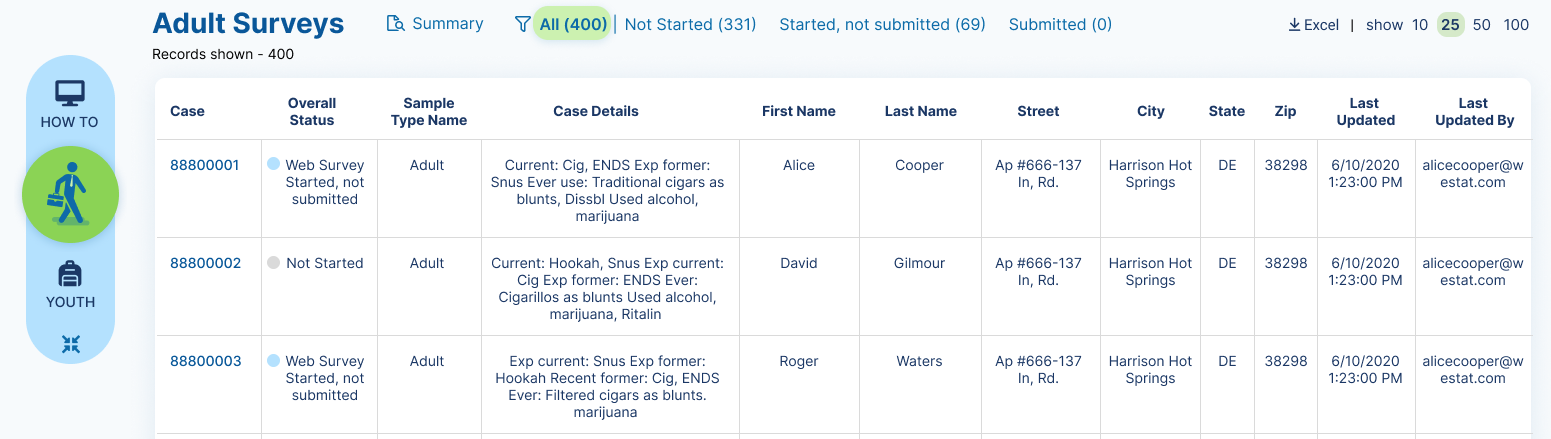 Adult Surveys
Summary
All (400) | Not Started (331) Started, not submitted (69) Submitted (0)
Excel | show 10 25 50 100
Records shown - 400
HOW TO
YOUTH
Case
Overall
Status
Sample
Type Name
Case Details
First Name
Last Name
Street
City
State
Zip
Last
Updated
Last
Updated By
88800001
Web Survey
Started, not
submitted
Adult
Current: Cig, ENDS Exp former:
Snus Ever use: Traditional cigars as
blunts, Dissbl Used alcohol,
marijuana
Alice
Cooper
Ap #666-137
In, Rd.
Harrison Hot
Springs
DE
38298
6/10/2020
1:23:00 PM
alicecooper@w
estat.com
88800002
Not Started
Adult
Current: Hookah, Snus Exp current:
Cig Exp former: ENDS Ever:
Cigarillos as blunts Used alcohol,
marijuana, Ritalin
David
Gilmour
Ap #666-137
In, Rd.
Harrison Hot
Springs
DE
38298
6/10/2020
1:23:00 PM
alicecooper@w
estat.com
88800003
Web Survey
Started, not
submitted
Adult
Exp current: Snus Exp former:
Hookah Recent former: Cig, ENDS
Ever: Filtered cigars as blunts.
marijuana
Roger
Waters
Ap #666-137
In, Rd.
Harrison Hot
Springs
DE
38298
6/10/2020
1:23:00 PM
alicecooper@w
estat.com